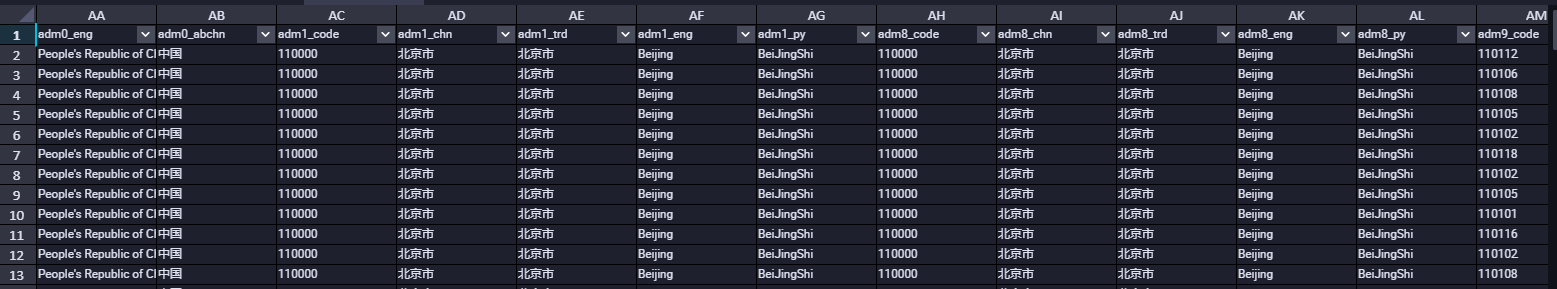 AA AB AC AD AE AF AG AH AI AJ AK AL AM
1 adm0_eng adm0_abchn adm1_code adm1_chn adm1_trd adm1_eng adm1_py adm8_code adm8_chn adm8_trd adm8_eng adm8_py adm9_code
2 People's Republic of Cl 中国 110000 北京市 北京市 Beijing BeiJingShi 110000 北京市 北京市 Beijing BeiJingShi 110112
3 People's Republic of Cl 中国 110000 北京市 北京市 Beijing BeiJingShi 110000 北京市 北京市 Beijing BeiJingShi 110106
4 People's Republic of Cl 中国 110000 北京市 北京市 Beijing BeiJingShi 110000 北京市 北京市 Beijing BeiJingShi 110108
5 People's Republic of Cl 中国 110000 北京市 北京市 Beijing BeiJingShi 110000 北京市 北京市 Beijing BeiJingShi 110105
6 People's Republic of Cl 中国 110000 北京市 北京市 Beijing BeiJingShi 110000 北京市 北京市 Beijing BeiJingShi 110102
7 People's Republic of Cl 中国 110000 北京市 北京市 Beijing BeiJingShi 110000 北京市 北京市 Beijing BeiJingShi 110118
8 People's Republic of Cl 中国 110000 北京市 北京市 Beijing BeiJingShi 110000 北京市 北京市 Beijing BeiJingShi 110102
9 People's Republic of Cl 中国 110000 北京市 北京市 Beijing BeiJingShi 110000 北京市 北京市 Beijing BeiJingShi 110105
10 People's Republic of Cl 中国 110000 北京市 北京市 Beijing BeiJingShi 110000 北京市 北京市 Beijing BeiJingShi 110101
11 People's Republic of Cl 中国 110000 北京市 北京市 Beijing BeiJingShi 110000 北京市 北京市 Beijing BeiJingShi 110116
12 People's Republic of Cl 中国 110000 北京市 北京市 Beijing BeiJingShi 110000 北京市 北京市 Beijing BeiJingShi 110102
13 People's Republic of Cl 中国 110000 北京市 北京市 Beijing BeiJingShi 110000 北京市 北京市 Beijing BeiJingShi 110108